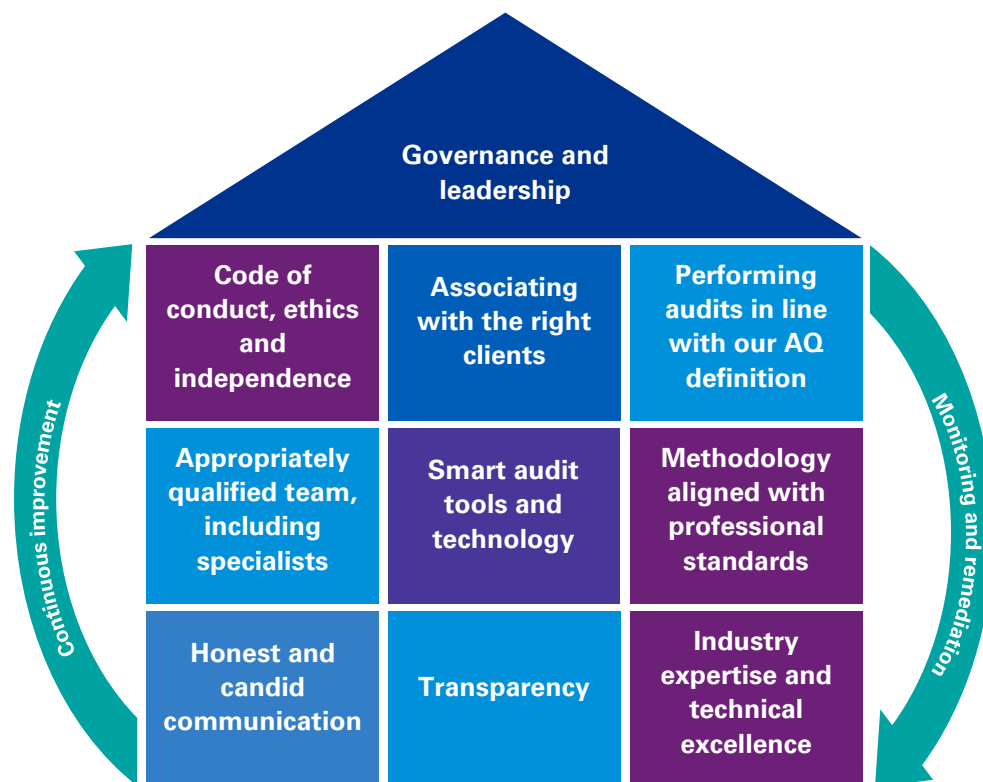 Governance and
leadership
Code of
conduct, ethics
and
independence
Associating
with the right
clients
Performing
audits in line
with our AQ
definition
Appropriately
qualified team,
including
specialists
Smart audit
tools and
technology
Methodology
aligned with
professional
standards
Honest and
candid
communication
Transparency
Industry
expertise and
technical
excellence
Continuous improvement
Monitoring and remediation